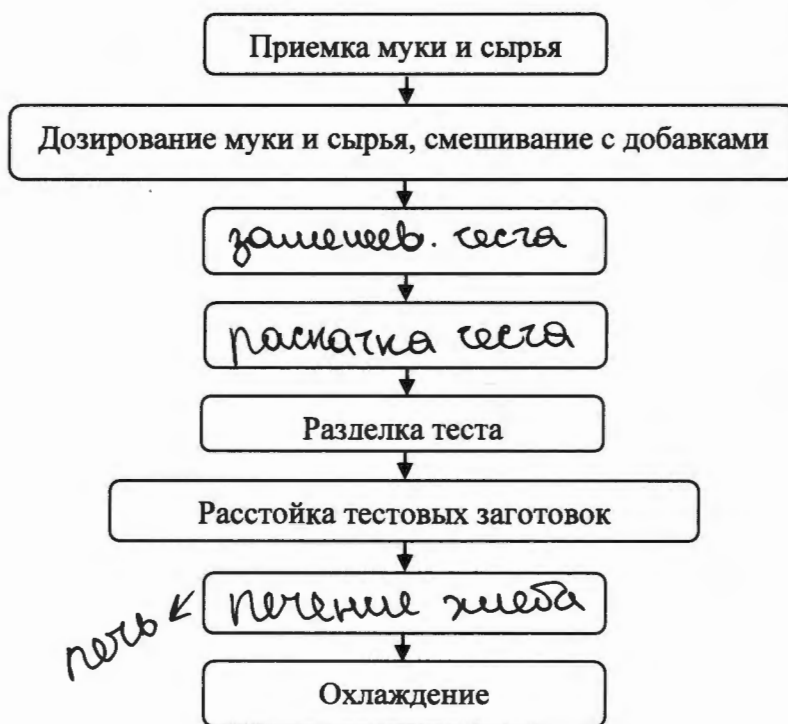 Приемка муки и сырья
Дозирование муки и сырья, смешивание с добавками
теста
раскатка теста
Разделка теста
Расстойка тестовых заготовок
печь
печение хлеба
Охлаждение